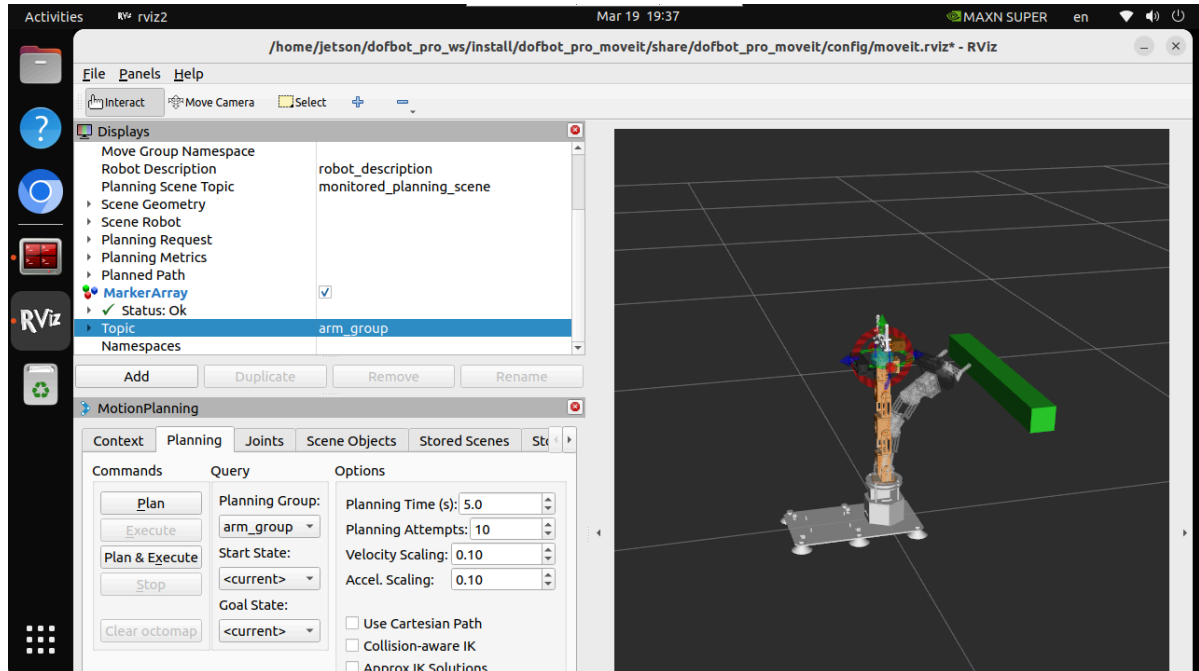 Activities RViz rviz2 Mar 19 19:37 MAXN SUPER en
/home/jetson/dofbot_pro_ws/install/dofbot_pro_moveit/share/dofbot_pro_moveit/config/moveit.rviz* - RViz
File Panels Help
Interact Move Camera Select
Displays
Move Group Namespace
Robot Description robot_description
Planning Scene Topic monitored_planning_scene
Scene Geometry
Scene Robot
Planning Request
Planning Metrics
Planned Path
MarkerArray
Status: Ok
Topic arm_group
Namespaces
RViz
Add Duplicate Remove Rename
MotionPlanning
Context Planning Joints Scene Objects Stored Scenes Sto
Commands Query Options
Plan
Execute
Plan & Execute
Stop
Clear octomap
Planning Group:
arm_group
Start State:
<current>
Goal State:
<current>
Planning Time (s): 5.0
Planning Attempts: 10
Velocity Scaling: 0.10
Accel. Scaling: 0.10
Use Cartesian Path
Collision-aware IK
Approx IK Solutions